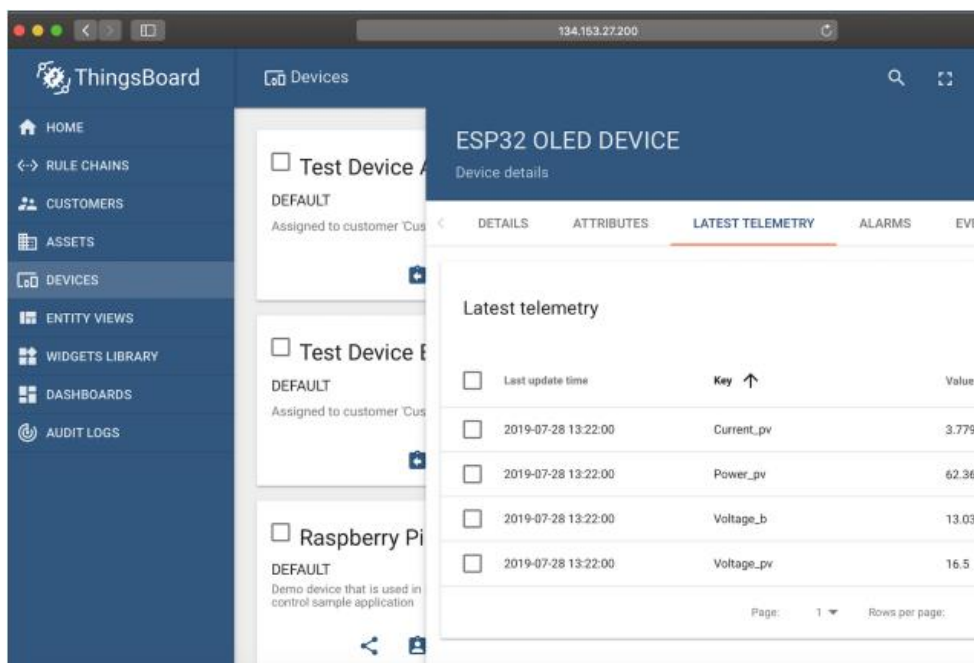 134.153.27.200
ThingsBoard
Devices
HOME
RULE CHAINS
CUSTOMERS
ASSETS
DEVICES
ENTITY VIEWS
WIDGETS LIBRARY
DASHBOARDS
AUDIT LOGS
Test Device A
DEFAULT
Assigned to customer 'Cus
Test Device B
DEFAULT
Assigned to customer 'Cus
Raspberry Pi
DEFAULT
Demo device that is used in
control sample application
ESP32 OLED DEVICE
Device details
DETAILS ATTRIBUTES LATEST TELEMETRY ALARMS
Latest telemetry
Last update time Key Value
2019-07-28 13:22:00 Current_pv 3.779
2019-07-28 13:22:00 Power_pv 62.36
2019-07-28 13:22:00 Voltage_b 13.03
2019-07-28 13:22:00 Voltage_pv 16.5
Page: 1 Rows per page: